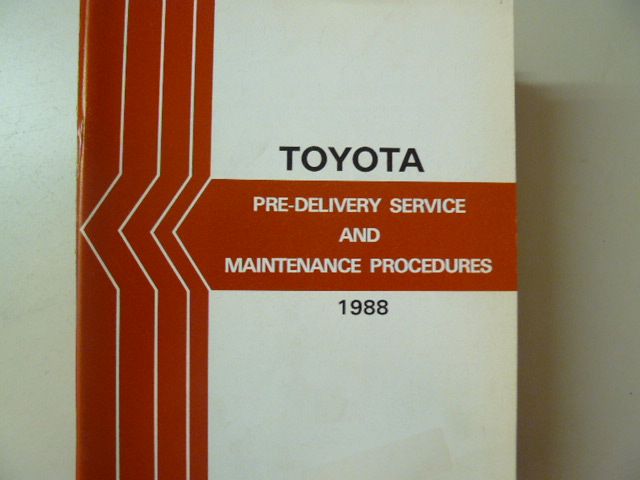 TOYOTA
PRE-DELIVERY SERVICE
AND
MAINTENANCE PROCEDURES
1988